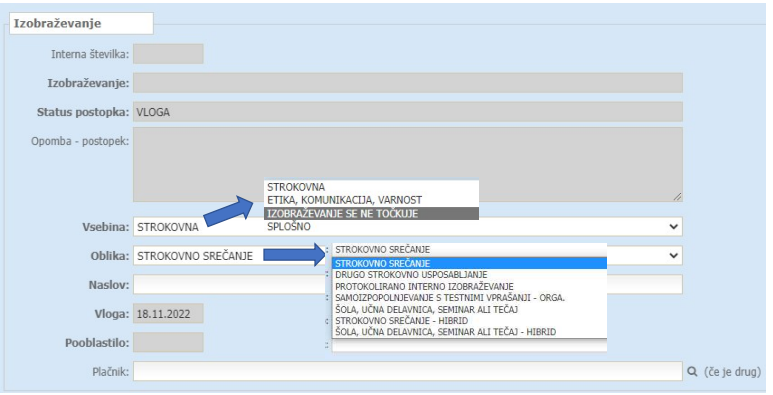 Izobraževanje
Interna številka:
Izobraževanje:
Status postopka: VLOGA
Opomba - postopek:
STROKOVNA
ETIKA, KOMUNIKACIJA, VARNOST
IZOBRAŽEVANJE SE NE TOČKUJE
SPLOŠNO
Vsebina: STROKOVNA
Oblika: STROKOVNO SREČANJE
: STROKOVNO SREČANJE
STROKOVNO SREČANJE
DRUGO STROKOVNO USPOSABLJANJE
PROTOKOLIRANO INTERNO IZOBRAŽEVANJE
SAMOIZPOPOLNJEVANJE S TESTNIMI VPRAŠANJI - ORGA.
ŠOLA, UČNA DELAVNICA, SEMINAR ALI TEČAJ
STROKOVNO SREČANJE - HIBRID
ŠOLA, UČNA DELAVNICA, SEMINAR ALI TEČAJ - HIBRID
Naslov:
Vloga: 18.11.2022
Pooblastilo:
Plačnik:
(če je drug)